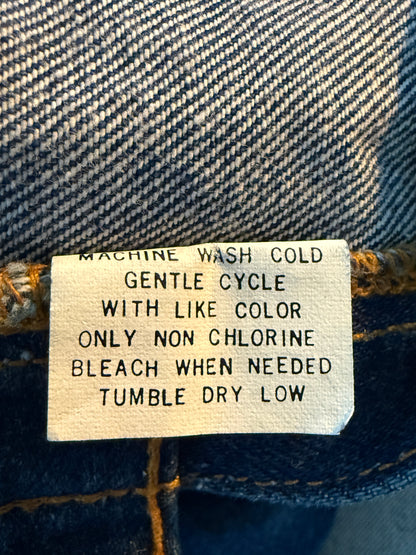 MACHINE WASH COLD
GENTLE CYCLE
WITH LIKE COLOR
ONLY NON CHLORINE
BLEACH WHEN NEEDED
TUMBLE DRY LOW